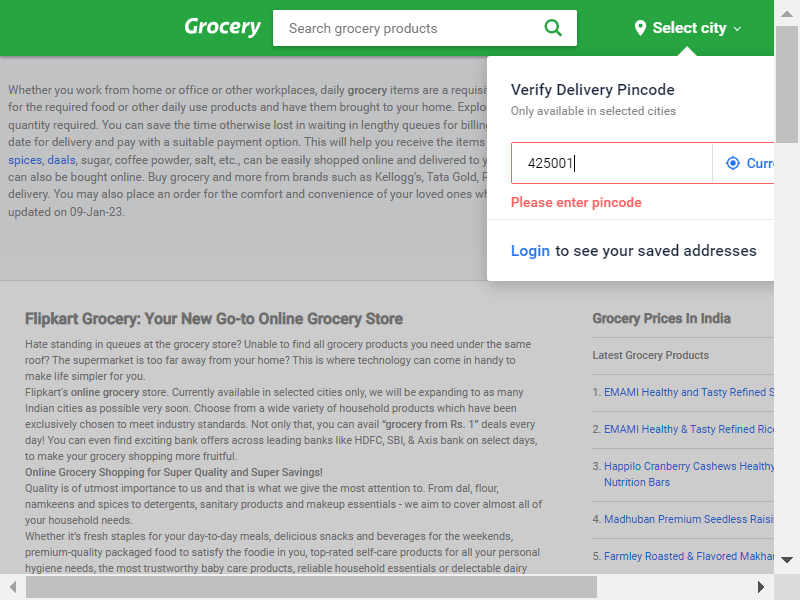 Grocery
Search grocery products
Select city
Verify Delivery Pincode
Only available in selected cities
425001
Please enter pincode
Login to see your saved addresses
Whether you work from home or office or other workplaces, daily grocery items are a
for the required food or other daily use products and have them brought to your home.
quantity required. You can save the time otherwise lost in waiting in lengthy queues for
date for delivery and pay with a suitable payment option. This will help you receive the items
spices, daals, sugar, coffee powder, salt, etc., can be easily shopped online and delivered to
can also be bought online. Buy grocery and more from brands such as Kellogg's, Tata Gold,
delivery. You may also place an order for the comfort and convenience of your loved ones
updated on 09-Jan-23.
Flipkart Grocery: Your New Go-to Online Grocery Store
Hate standing in queues at the grocery store? Unable to find all grocery products you need under the same
roof? The supermarket is too far away from your home? This is where technology can come in handy to
make life simpler for you.
Flipkart's online grocery store. Currently available in selected cities only, we will be expanding to as many
Indian cities as possible very soon. Choose from a wide variety of household products which have been
exclusively chosen to meet industry standards. Not only that, you can avail “grocery from Rs. 1” deals every
day! You can even find exciting bank offers across leading banks like HDFC, SBI, & Axis bank on select days,
to make your grocery shopping more fruitful.
Online Grocery Shopping for Super Quality and Super Savings!
Quality is of utmost importance to us and that is what we give the most attention to. From dal, flour,
namkeens and spices to detergents, sanitary products and makeup essentials - we aim to cover almost all of
your household needs.
Whether it's fresh staples for your day-to-day meals, delicious snacks and beverages for the weekends,
premium-quality packaged food to satisfy the foodie in you, top-rated self-care products for all your personal
hygiene needs, the most trustworthy baby care products, reliable household essentials or delectable dairy
Grocery Prices In India
Latest Grocery Products
1. EMAMI Healthy and Tasty Refined
2. EMAMI Healthy & Tasty Refined
3. Happilo Cranberry Cashews Healthy
Nutrition Bars
4. Madhuban Premium Seedless
5. Farmley Roasted & Flavored